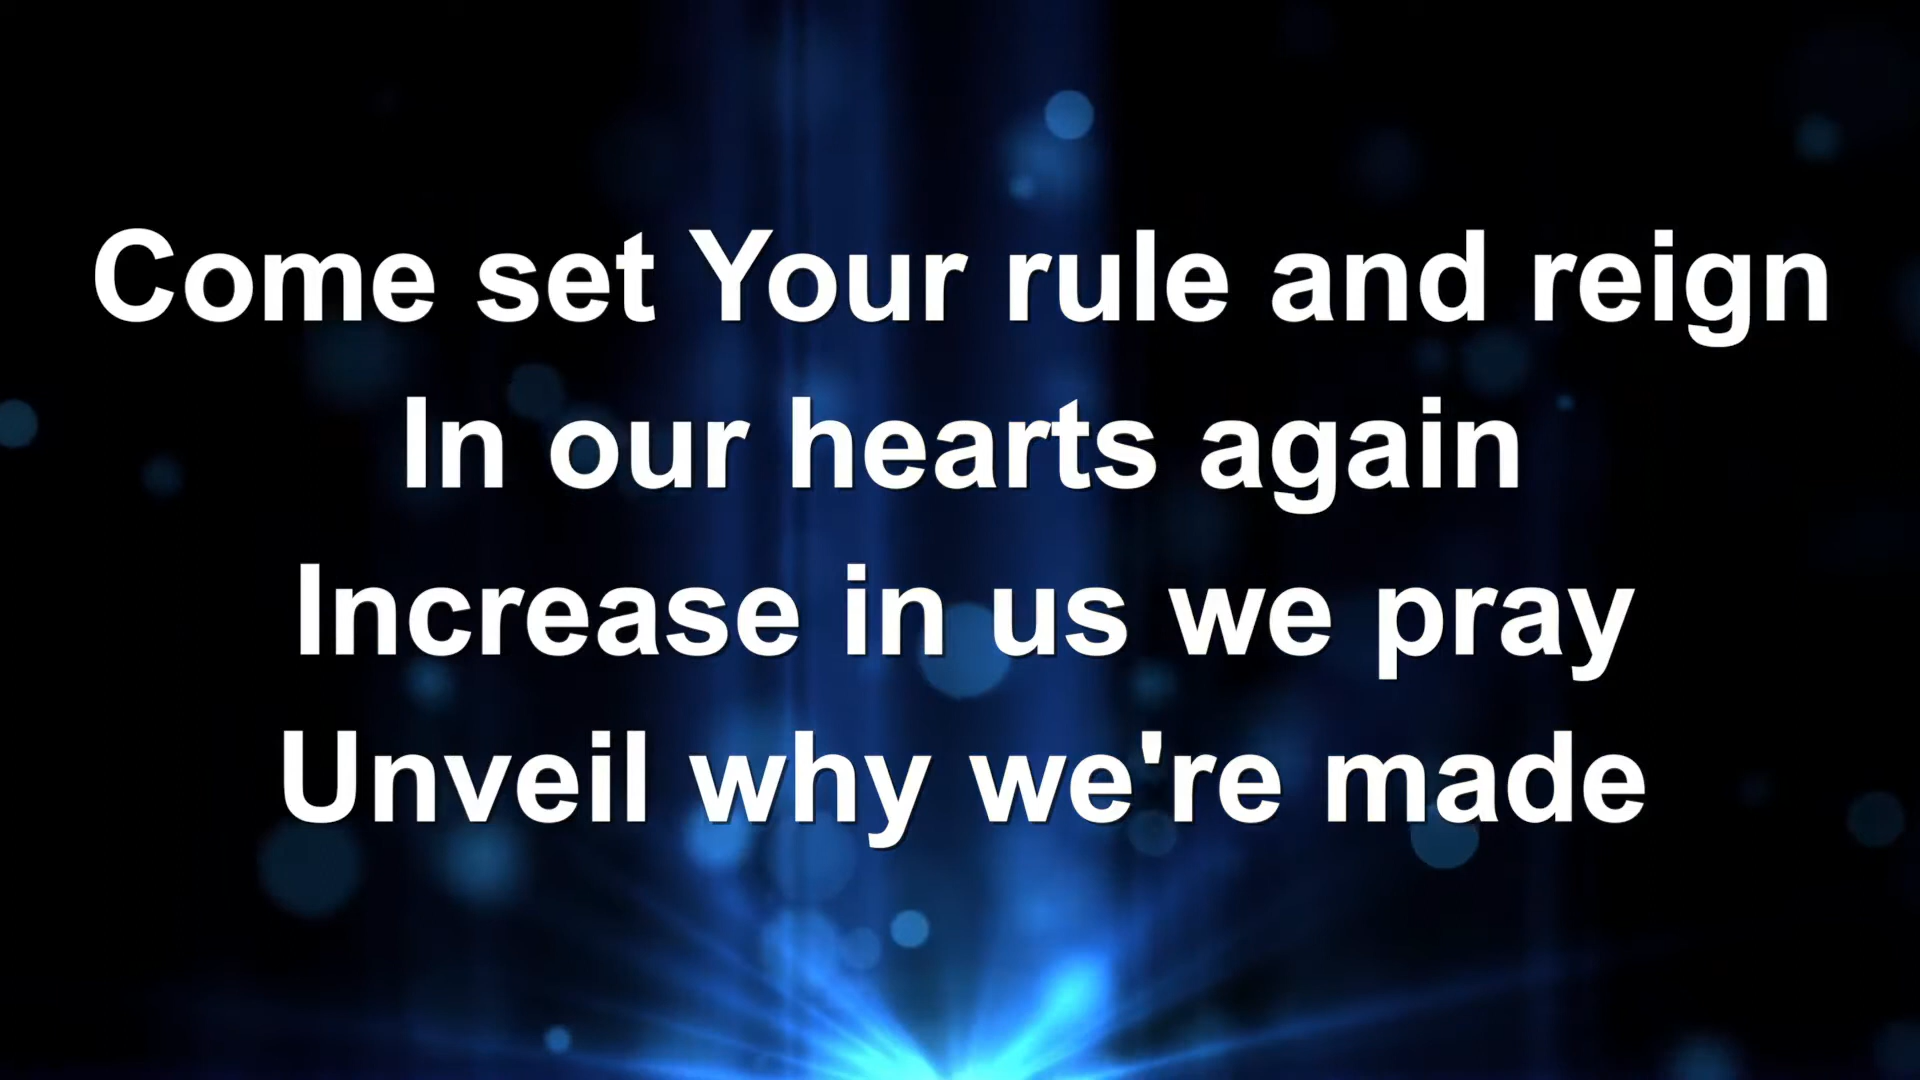 Come set Your rule and reign
In our hearts again
Increase in us we pray
Unveil why we're made